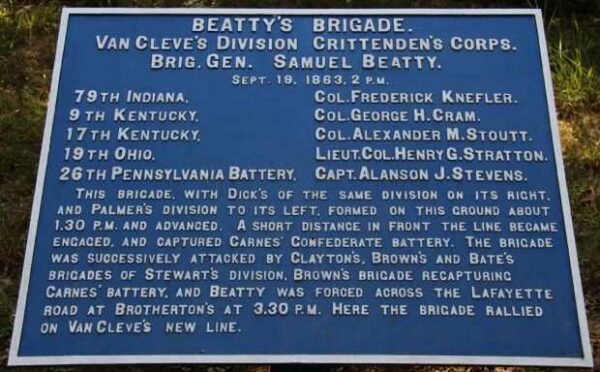 BEATTY'S BRIGADE.
VAN CLEVE'S DIVISION CRITTENDEN'S CORPS.
BRIG. GEN. SAMUEL BEATTY.
SEPT. 19, 1863, 2 P.M.
79TH INDIANA, COL. FREDERICK KNEFLER.
9TH KENTUCKY, COL. GEORGE H. CRAM.
17TH KENTUCKY, COL. ALEXANDER M. STOUTT.
19TH OHIO, LIEUT. COL. HENRY G. STRATTON.
26TH PENNSYLVANIA BATTERY, CAPT. ALANSON J. STEVENS.
THIS BRIGADE, WITH DICK'S OF THE SAME DIVISION ON ITS RIGHT,
AND PALMER'S DIVISION TO ITS LEFT, FORMED ON THIS GROUND ABOUT
1.30 P.M. AND ADVANCED. A SHORT DISTANCE IN FRONT THE LINE BECAME
ENGAGED, AND CAPTURED CARNES' CONFEDERATE BATTERY. THE BRIGADE
WAS SUCCESSIVELY ATTACKED BY CLAYTON'S, BROWN'S AND BATE'S
BRIGADES OF STEWART'S DIVISION, BROWN'S BRIGADE RECAPTURING
CARNES' BATTERY, AND BEATTY WAS FORCED ACROSS THE LAFAYETTE
ROAD AT BROTHERTON'S AT 3.30 P.M. HERE THE BRIGADE RALLIED
ON VAN CLEVE'S NEW LINE.